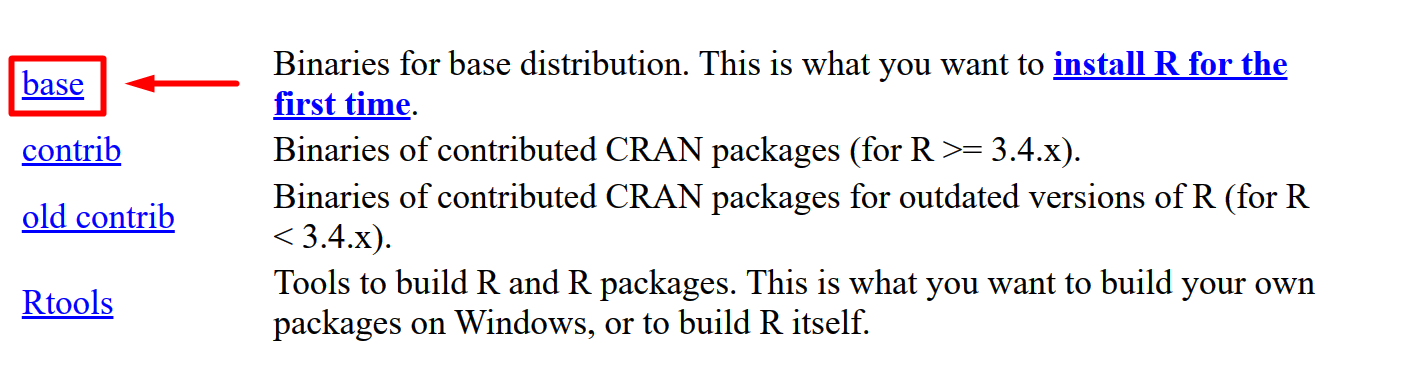 base
Binaries for base distribution. This is what you want to install R for the
first time.
contrib
Binaries of contributed CRAN packages (for R >= 3.4.x).
old contrib
Binaries of contributed CRAN packages for outdated versions of R (for R
< 3.4.x).
Rtools
Tools to build R and R packages. This is what you want to build your own
packages on Windows, or to build R itself.